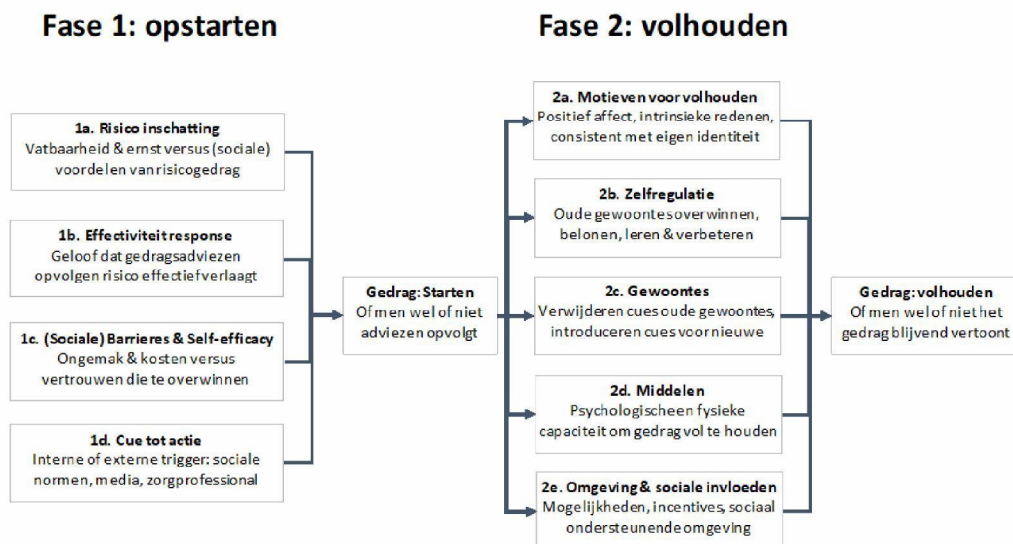 Fase 1: opstarten
1a. Risico inschatting
Vatbaarheid & ernst versus (sociale)
voordelen van risicogedrag
1b. Effectiviteit response
Geloof dat gedragsadviezen
opvolgen risico effectief verlaagt
1c. (Sociale) Barrieres & Self-efficacy
Ongemak & kosten versus
vertrouwen die te overwinnen
1d. Cue tot actie
Interne of externe trigger: sociale
normen, media, zorgprofessional
Gedrag: Starten
Of men wel of niet
adviezen opvolgt
Fase 2: volhouden
2a. Motieven voor volhouden
Positief affect, intrinsieke redenen,
consistent met eigen identiteit
2b. Zelfregulatie
Oude gewoontes overwinnen,
belonen, leren & verbeteren
2c. Gewoontes
Verwijderen cues oude gewoontes,
introduceren cues voor nieuwe
2d. Middelen
Psychologische en fysieke
capaciteit om gedrag vol te houden
2e. Omgeving & sociale invloeden
Mogelijkheden, incentives, sociaal
ondersteunende omgeving
Gedrag: volhouden
Of men wel of niet het
gedrag blijvend vertoont